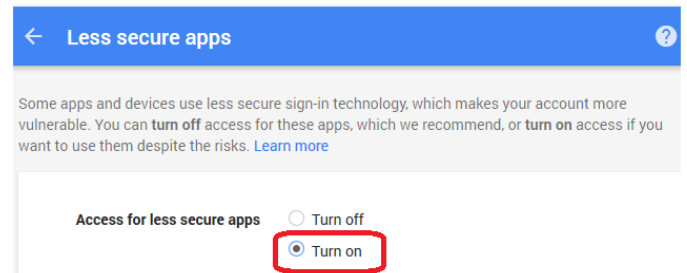 Less secure apps
Some apps and devices use less secure sign-in technology, which makes your account more
vulnerable. You can turn off access for these apps, which we recommend, or turn on access if you
want to use them despite the risks. Learn more
Access for less secure apps
Turn off
Turn on